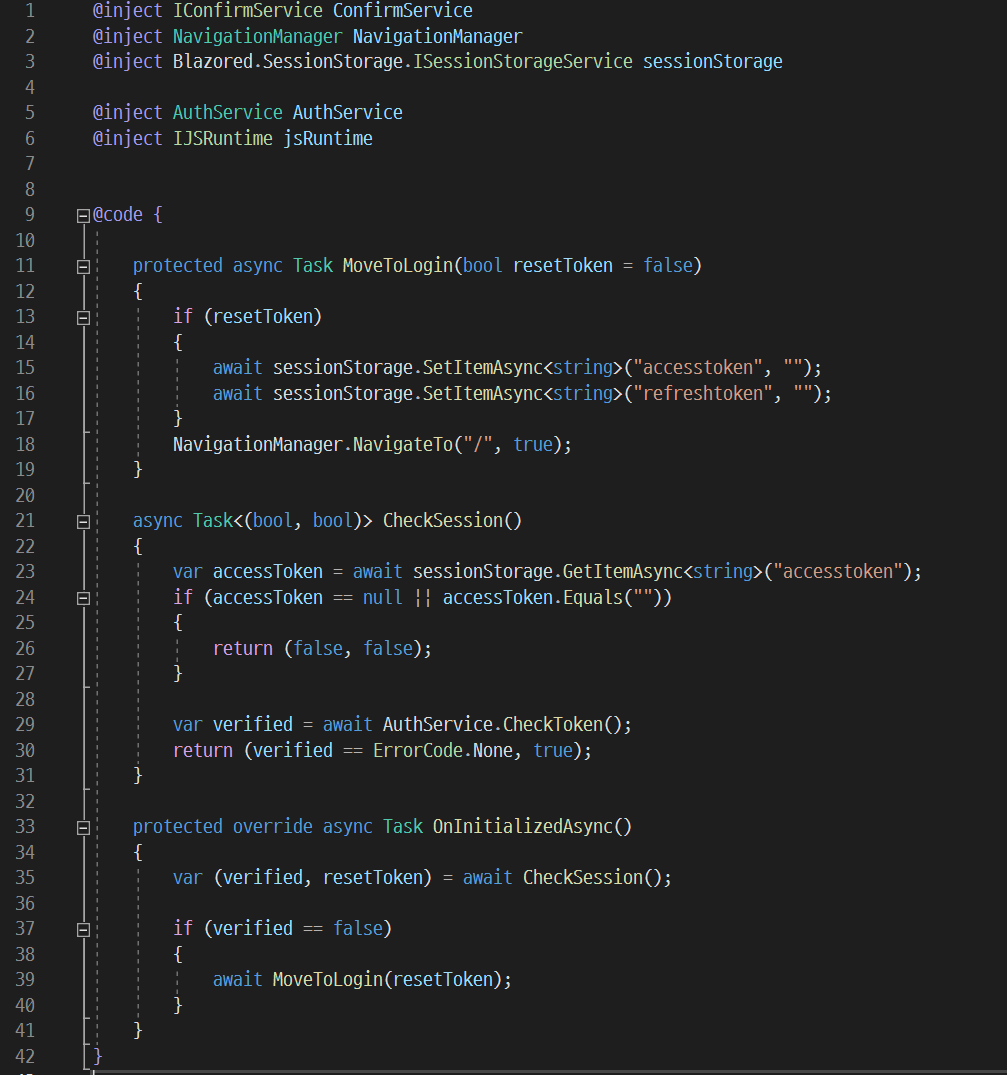 1 @inject IConfirmService ConfirmService
2 @inject NavigationManager NavigationManager
3 @inject Blazored.SessionStorage.ISessionStorageService sessionStorage
4
5 @inject AuthService AuthService
6 @inject IJSRuntime jsRuntime
7
8
9 @code {
10
11 protected async Task MoveToLogin(bool resetToken = false)
12 {
13 if (resetToken)
14 {
15 await sessionStorage.SetItemAsync<string>("accesstoken", "");
16 await sessionStorage.SetItemAsync<string>("refreshtoken", "");
17 }
18 NavigationManager.NavigateTo("/", true);
19 }
20
21 async Task<(bool, bool)> CheckSession()
22 {
23 var accessToken = await sessionStorage.GetItemAsync<string>("accesstoken");
24 if (accessToken == null || accessToken.Equals(""))
25 {
26 return (false, false);
27 }
28
29 var verified = await AuthService.CheckToken();
30 return (verified == ErrorCode.None, true);
31 }
32
33 protected override async Task OnInitializedAsync()
34 {
35 var (verified, resetToken) = await CheckSession();
36
37 if (verified == false)
38 {
39 await MoveToLogin(resetToken);
40 }
41 }
42 }